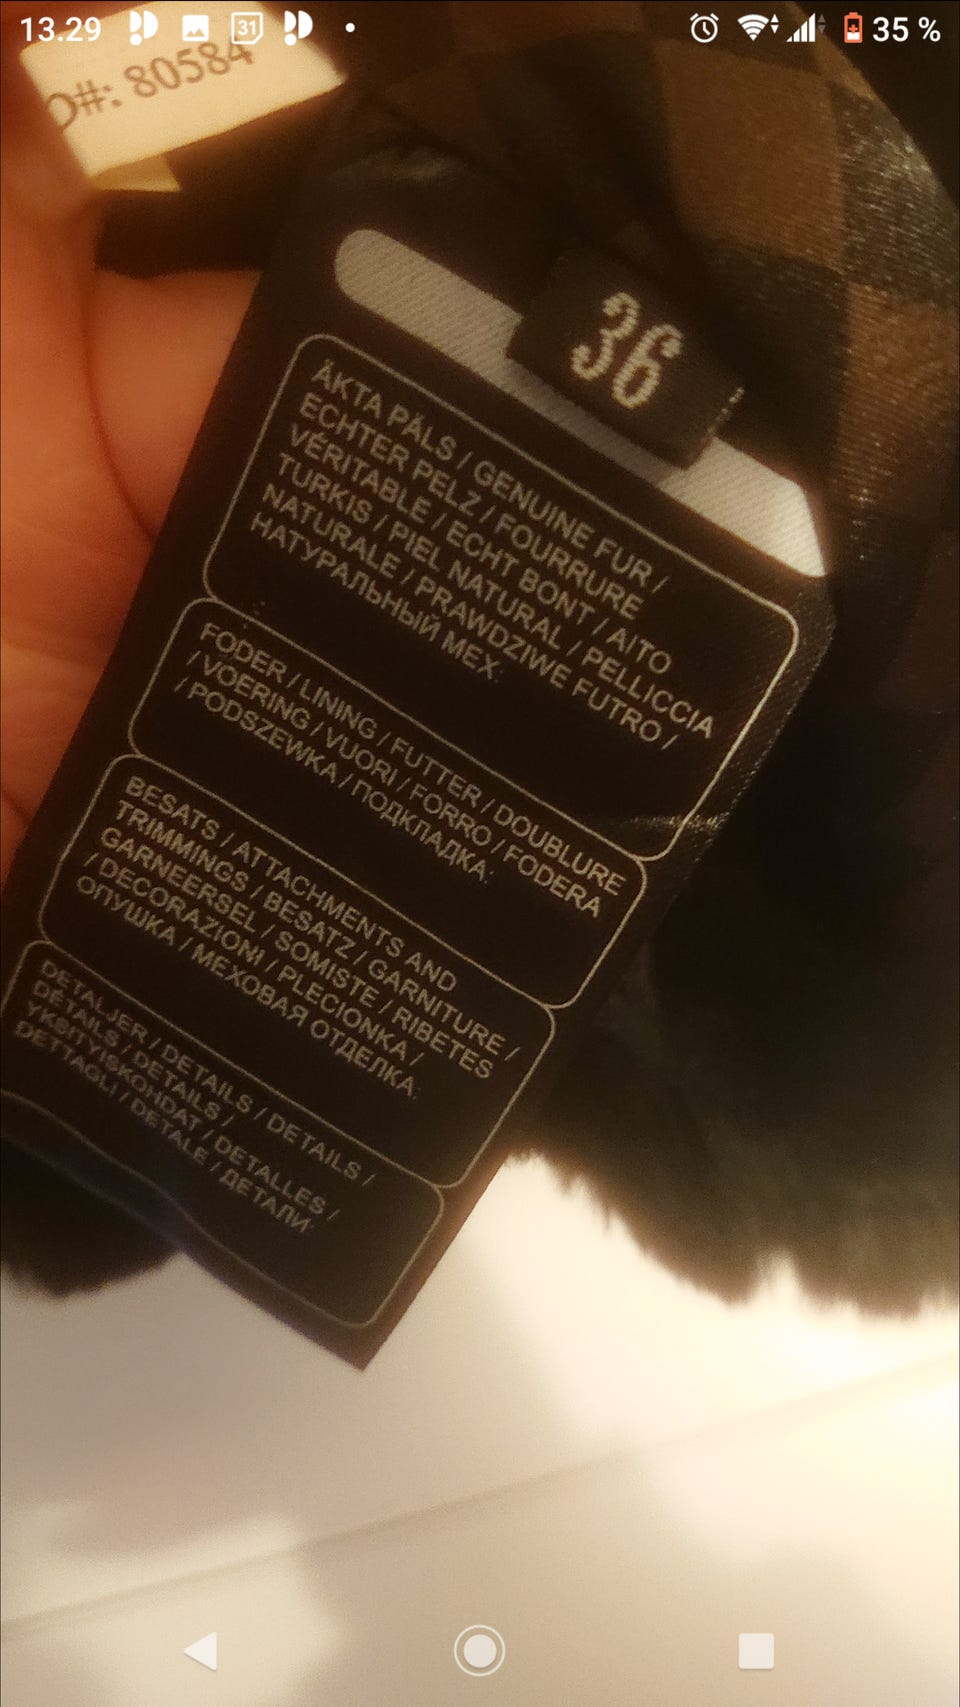 13.29
31
35 %
O#: 80584
36
ÄKTA PÄLS / GENUINE FUR /
ECHTER PELZ / FOURRURE
VÉRITABLE / ECHT BONT / AITO
TURKIS / PIEL NATURAL / PELLICCIA
NATURALE / PRAWDZIWE FUTRO /
НАТУРАЛЬНЫЙ МЕХ:
FODER / LINING / FUTTER / DOUBLURE
/ VOERING / VUORI / FORRO / FODERA
/ PODSZEWKA / ПОДКЛАДКА:
BESATS / ATTACHMENTS AND
TRIMMINGS / BESATZ / GARNITURE /
GARNEERSEL / SOMISTE / RIBETES
/ DECORAZIONI / PLECIONKA /
ОПУШКА / МЕХОВАЯ ОТДЕЛКА:
DETALJER / DETAILS / DETAILS /
DÉTAILS / DETAILS /
YKSITYISKOHDAT / DETALLES /
DETTAGLI / DETALE / ДЕТАЛИ: